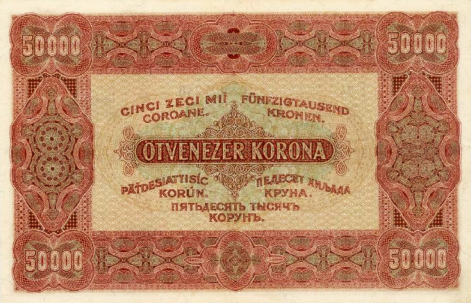 50000 50000
CINCI ZECI MII FÜNFZIGTAUSEND
COROANE. KRONEN.
ÖTVENEZER KORONA
PÄTDESIATTISÍC ПЕДЕСЕТ ХИЉАДА
KORÚN. КРУНА.
ПЯТЬДЕСЯТЬ ТЫСЯЧЪ
КОРУНЪ.
50000 50000